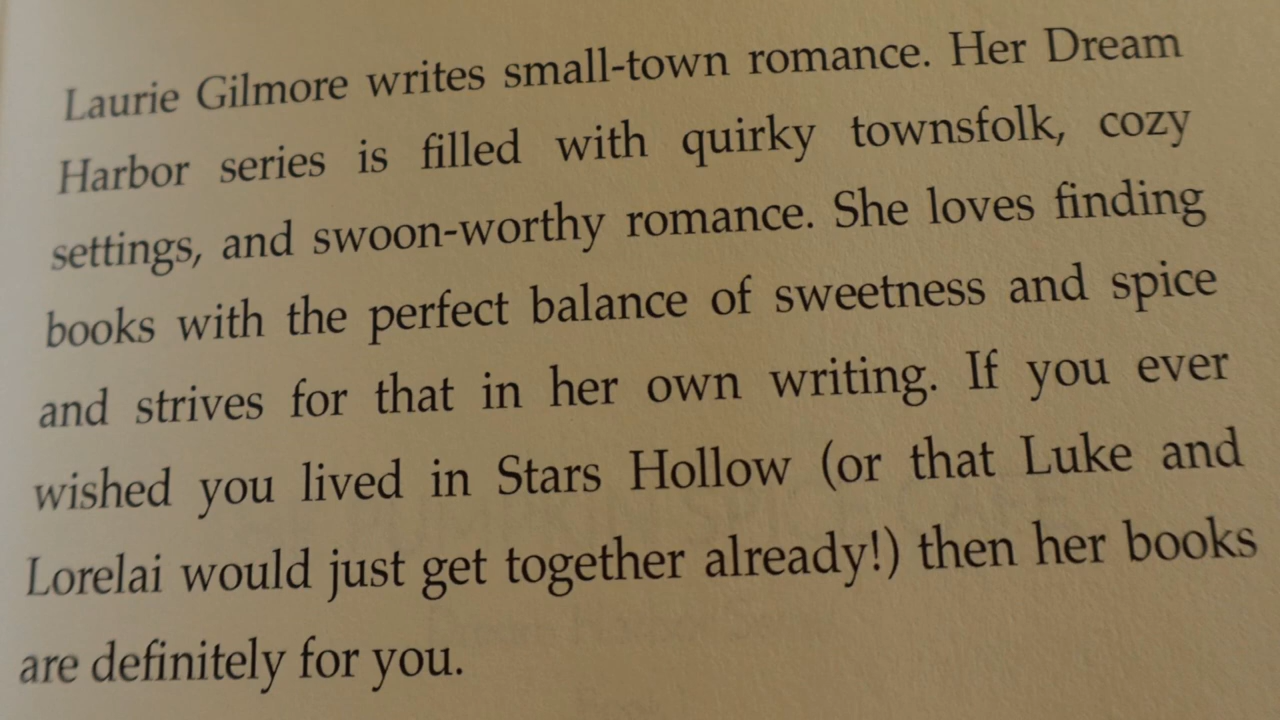 Laurie Gilmore writes small-town romance. Her Dream
Harbor series is filled with quirky townsfolk, cozy
settings, and swoon-worthy romance. She loves finding
books with the perfect balance of sweetness and spice
and strives for that in her own writing. If you ever
wished you lived in Stars Hollow (or that Luke and
Lorelai would just get together already!) then her books
are definitely for you.